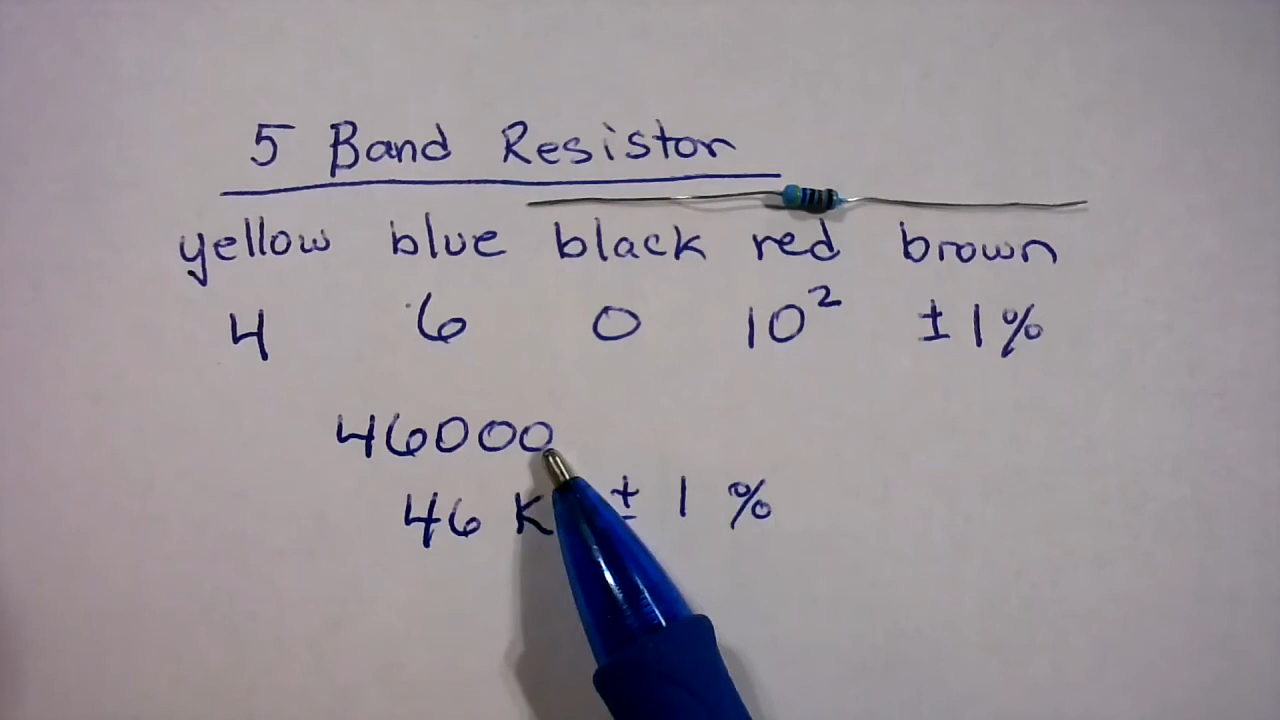 5 Band Resistor
yellow blue black red brown
4 6 0 10² ±1%
46000
46 K ± 1 %